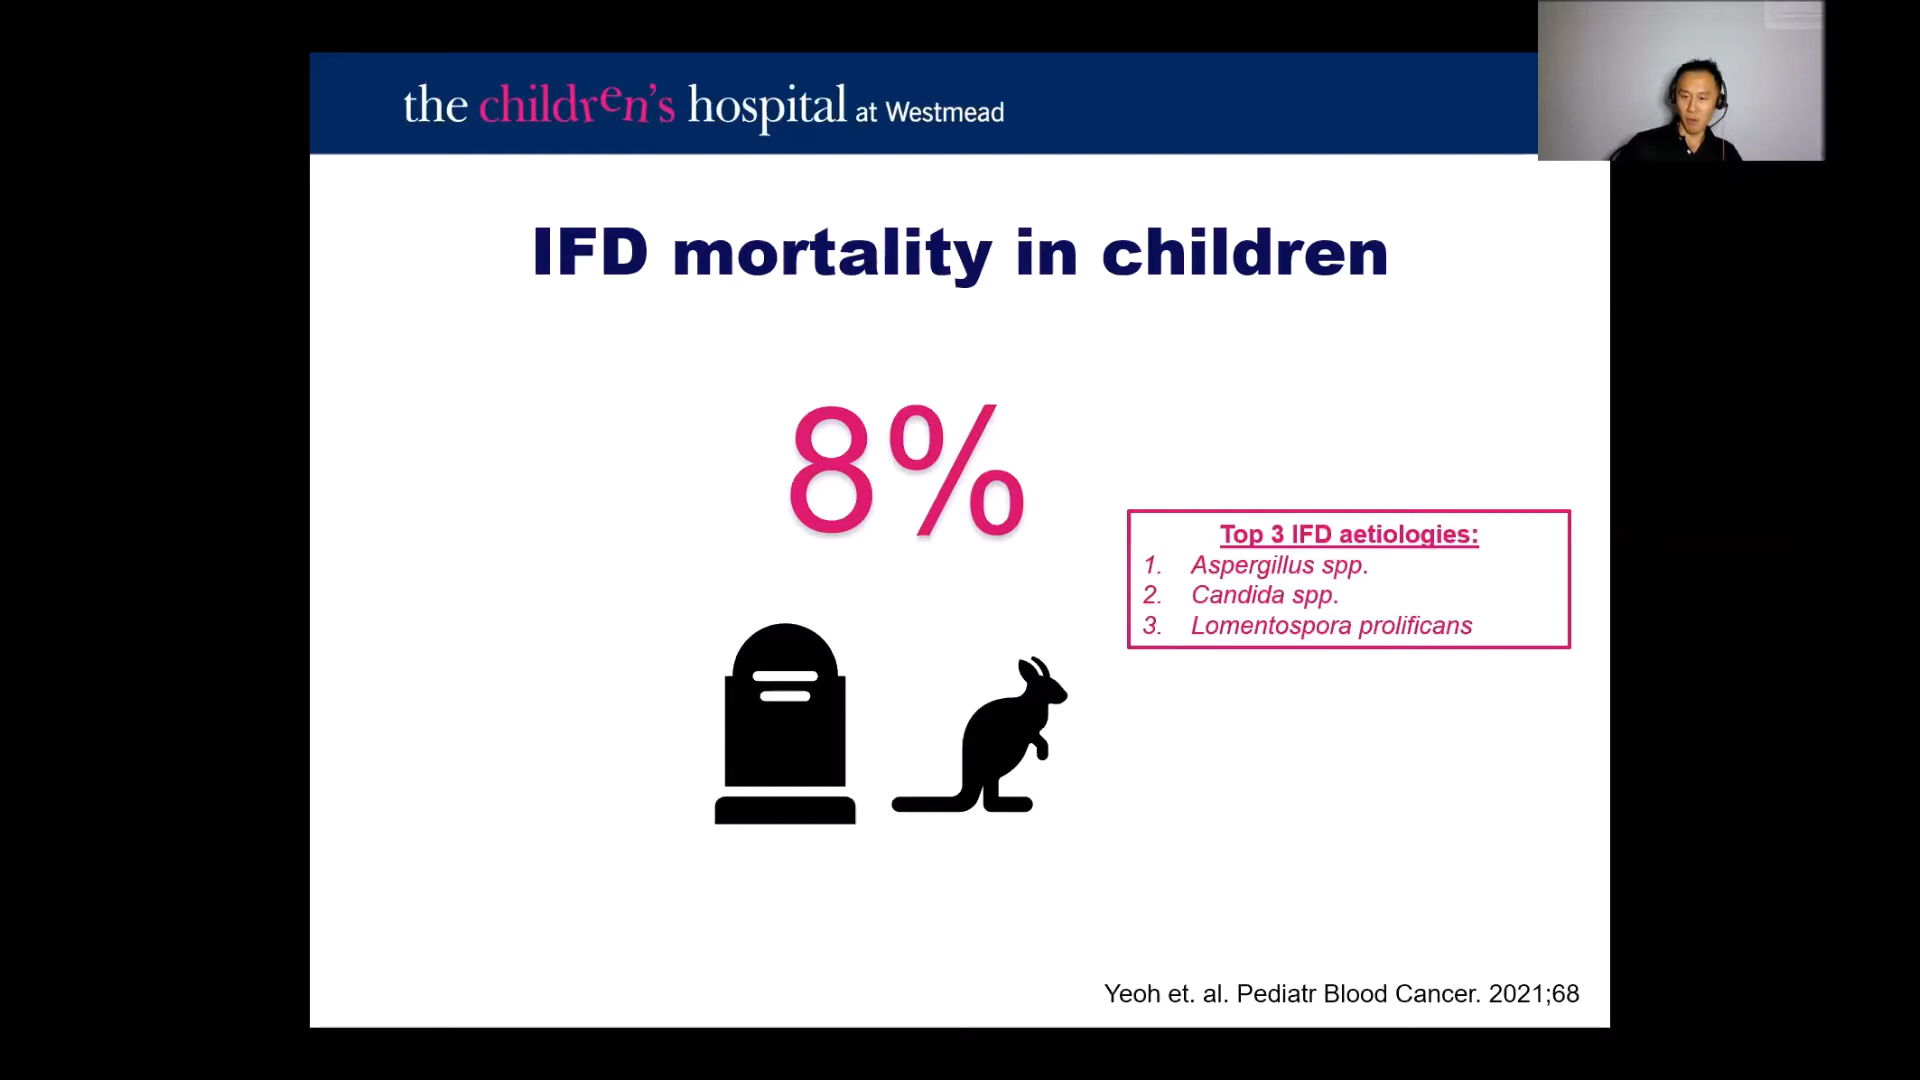 the children's hospital at Westmead
IFD mortality in children
8%
Top 3 IFD aetiologies:
1. Aspergillus spp.
2. Candida spp.
3. Lomentospora prolificans
Yeoh et. al. Pediatr Blood Cancer. 2021;68